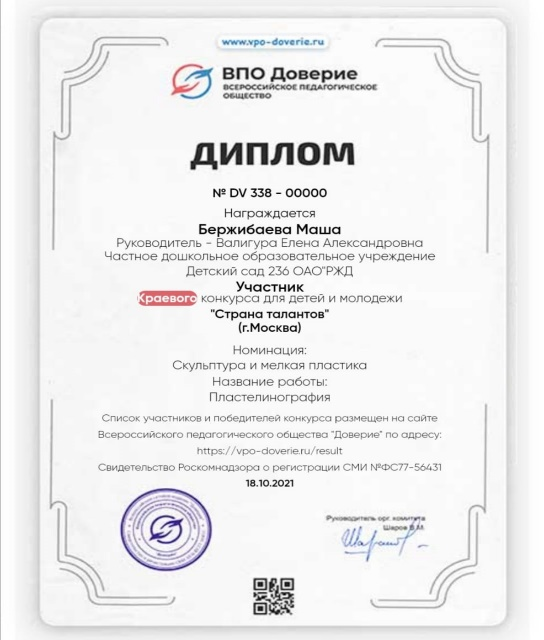 www.vpo-doverie.ru
ВПО Доверие
ВСЕРОССИЙСКОЕ ПЕДАГОГИЧЕСКОЕ
ОБЩЕСТВО
ДИПЛОМ
№ DV 338 - 00000
Награждается
Бержибаева Маша
Руководитель - Валигура Елена Александровна
Частное дошкольное образовательное учреждение
Детский сад 236 ОАО"РЖД
Участник
Краевого конкурса для детей и молодежи
"Страна талантов"
(г.Москва)
Номинация:
Скульптура и мелкая пластика
Название работы:
Пластелинография
Список участников и победителей конкурса размещен на сайте
Всероссийского педагогического общества "Доверие" по адресу:
https://vpo-doverie.ru/result
Свидетельство Роскомнадзора о регистрации СМИ №ФС77-56431
18.10.2021
Руководитель орг. комитета
Шаров В.М.